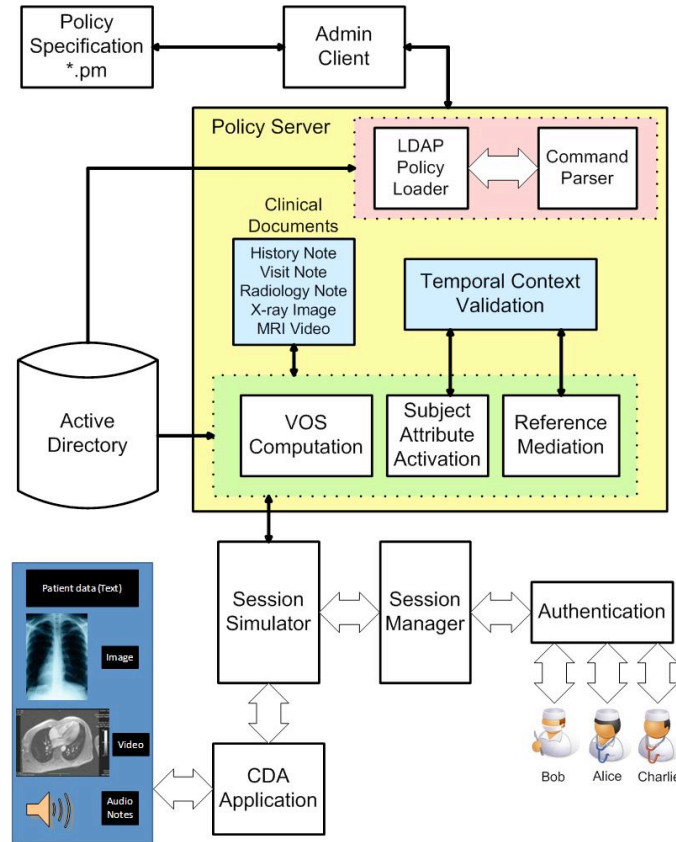 Policy
Specification
*.pm
Admin
Client
Policy Server
LDAP
Policy
Loader
Command
Parser
Clinical
Documents
History Note
Visit Note
Radiology Note
X-ray Image
MRI Video
Temporal Context
Validation
Active
Directory
VOS
Computation
Subject
Attribute
Activation
Reference
Mediation
Patient data (Text)
Image
Video
Audio
Notes
Session
Simulator
Session
Manager
Authentication
Bob
Alice
Charlie
CDA
Application